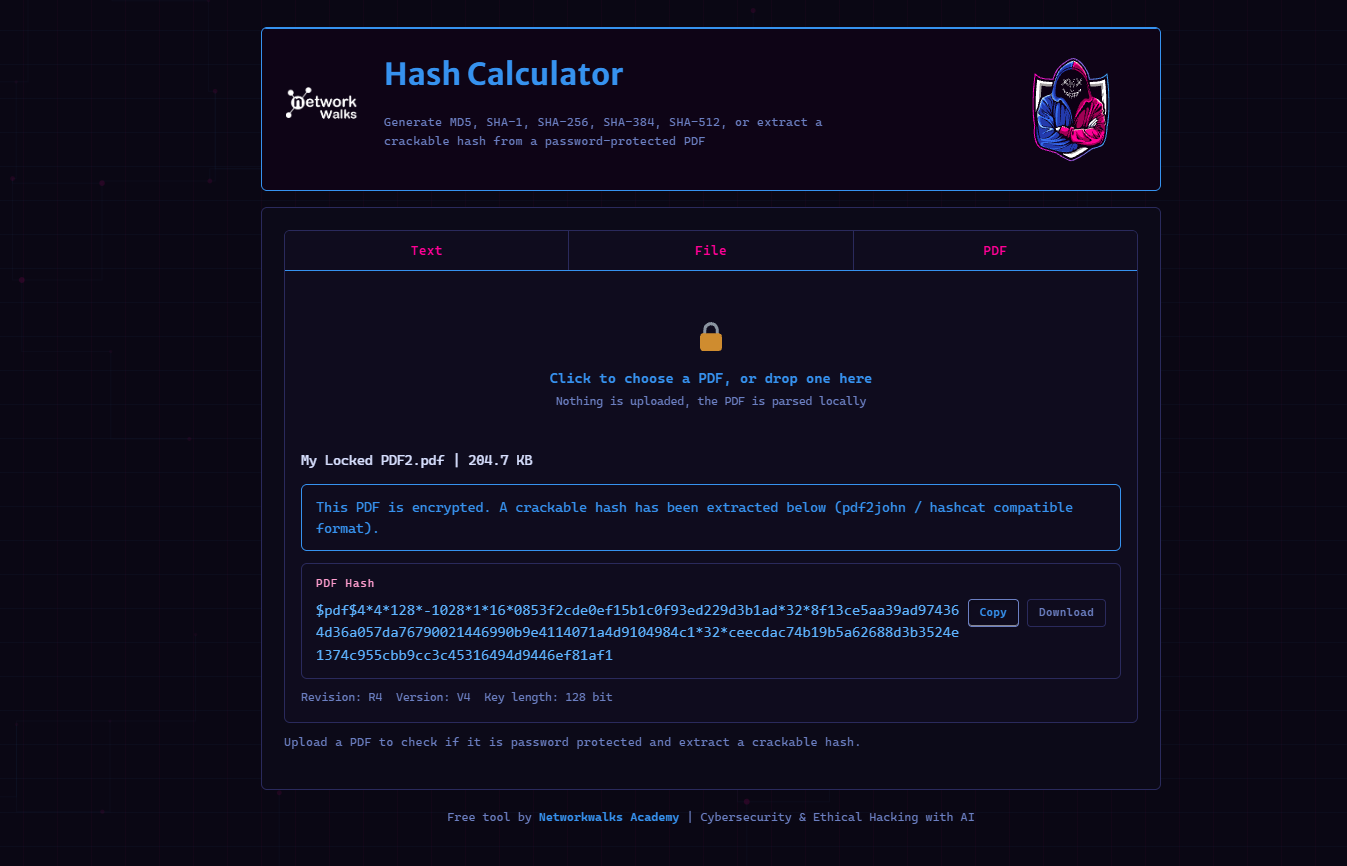 network
Walks
Hash Calculator
Generate MD5, SHA-1, SHA-256, SHA-384, SHA-512, or extract a
crackable hash from a password-protected PDF
Text
File
PDF
Click to choose a PDF, or drop one here
Nothing is uploaded, the PDF is parsed locally
My Locked PDF2.pdf | 204.7 KB
This PDF is encrypted. A crackable hash has been extracted below (pdf2john / hashcat compatible
format).
PDF Hash
$pdf$4*4*128*-1028*1*16*0853f2cde0ef15b1c0f93ed229d3b1ad*32*8f13ce5aa39ad97436
4d36a057da76790021446990b9e4114071a4d9104984c1*32*ceecdac74b19b5a62688d3b3524e
1374c955cbb9cc3c45316494d9446ef81af1
Copy
Download
Revision: R4  Version: V4  Key length: 128 bit
Upload a PDF to check if it is password protected and extract a crackable hash.
Free tool by Networkwalks Academy | Cybersecurity & Ethical Hacking with AI